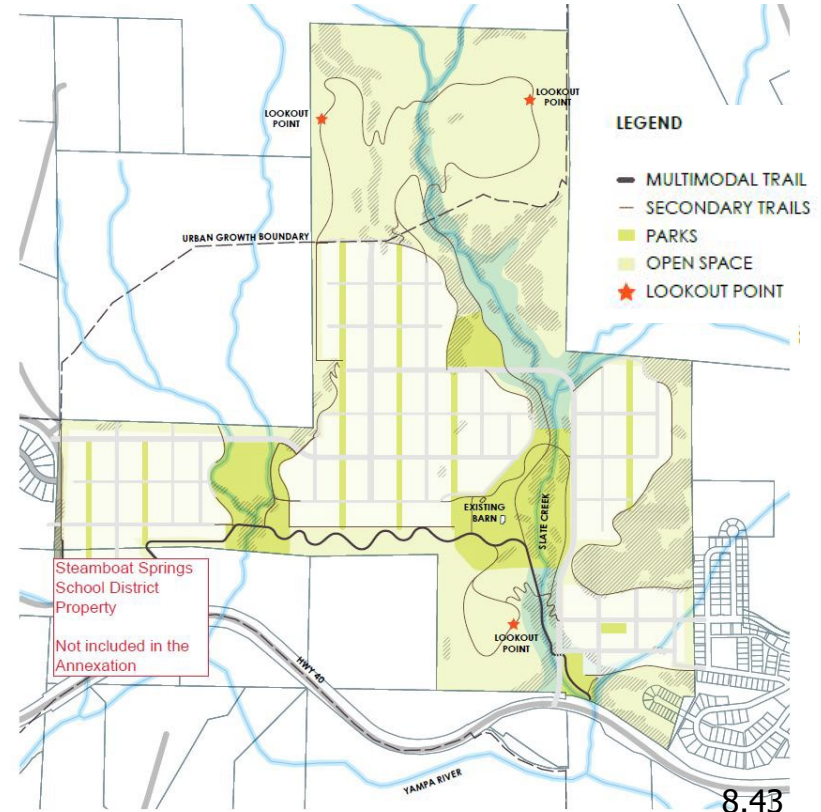 LOOKOUT
POINT
LOOKOUT
POINT
LEGEND
MULTIMODAL TRAIL
SECONDARY TRAILS
PARKS
OPEN SPACE
LOOKOUT POINT
URBAN GROWTH BOUNDARY
EXISTING
BARN
SLATE CREEK
Steamboat Springs
School District
Property
Not included in the
Annexation
LOOKOUT
POINT
HWY 40
YAMPA RIVER
8.43